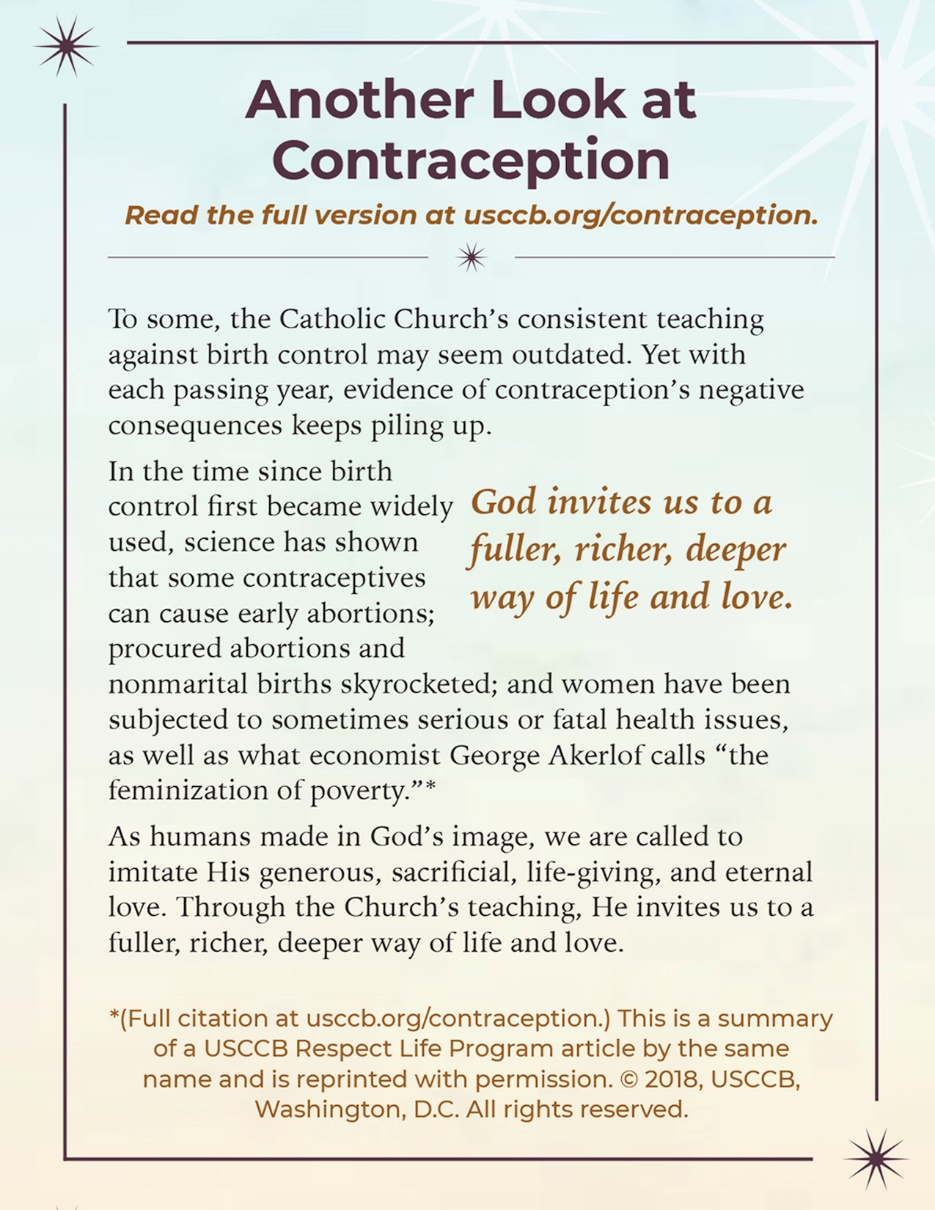 Another Look at
Contraception
Read the full version at usccb.org/contraception.
To some, the Catholic Church’s consistent teaching
against birth control may seem outdated. Yet with
each passing year, evidence of contraception’s negative
consequences keeps piling up.
In the time since birth
control first became widely
used, science has shown
that some contraceptives
can cause early abortions;
procured abortions and
nonmarital births skyrocketed; and women have been
subjected to sometimes serious or fatal health issues,
as well as what economist George Akerlof calls “the
feminization of poverty.”*
God invites us to a
fuller, richer, deeper
way of life and love.
As humans made in God’s image, we are called to
imitate His generous, sacrificial, life-giving, and eternal
love. Through the Church’s teaching, He invites us to a
fuller, richer, deeper way of life and love.
*(Full citation at usccb.org/contraception.) This is a summary
of a USCCB Respect Life Program article by the same
name and is reprinted with permission. © 2018, USCCB,
Washington, D.C. All rights reserved.